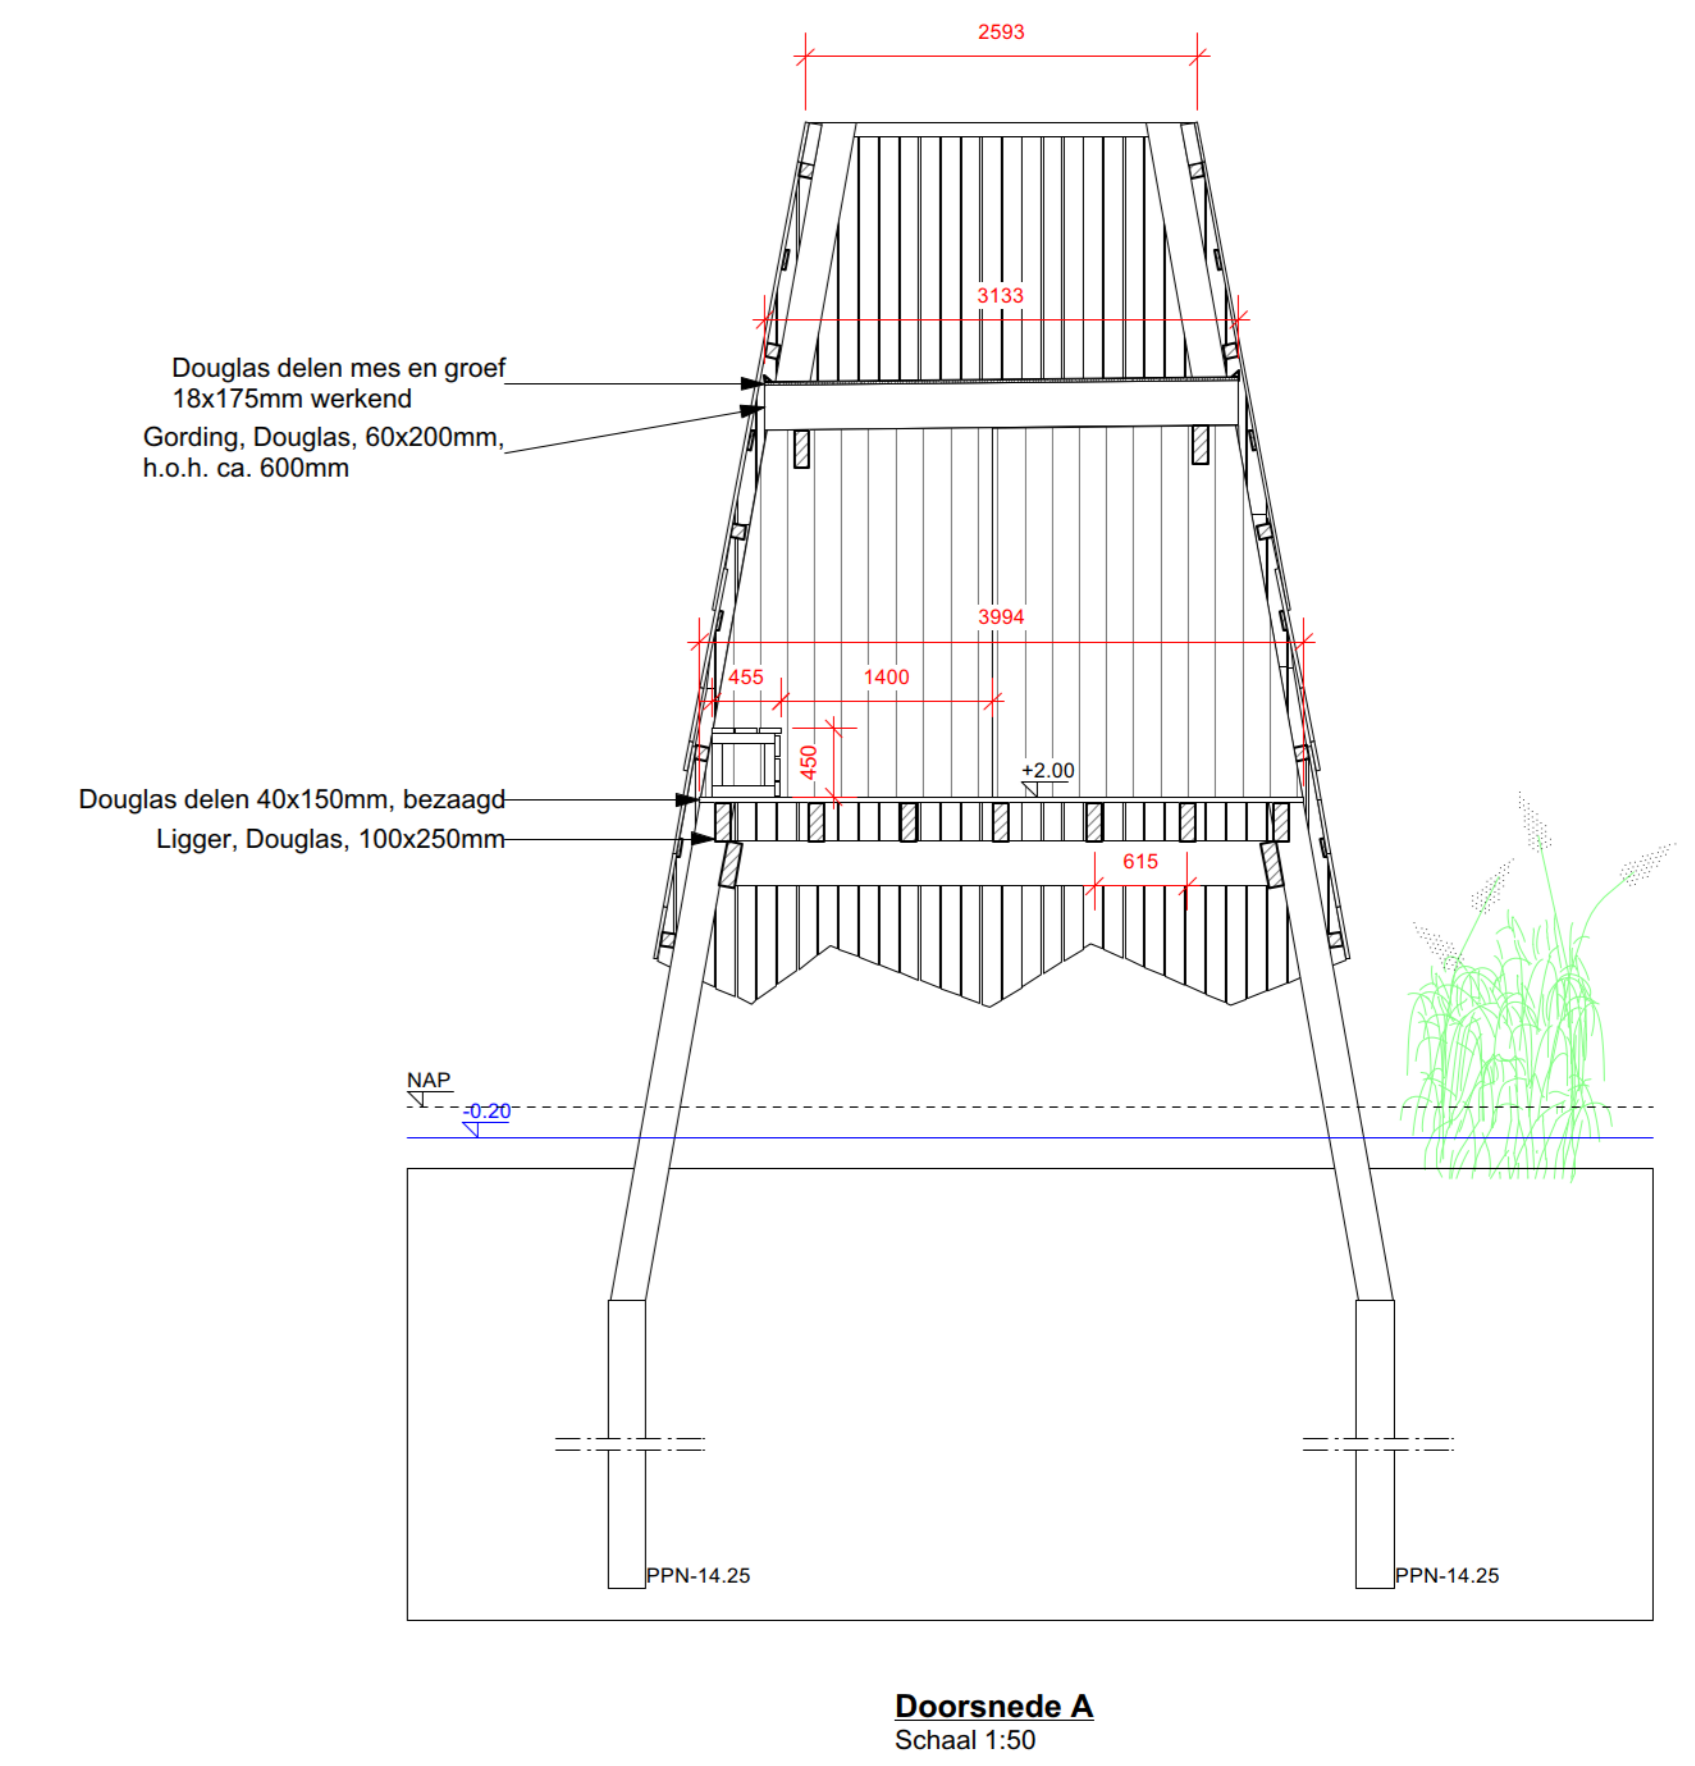 2593
3133
Douglas delen mes en groef
18x175mm werkend
Gording, Douglas, 60x200mm,
h.o.h. ca. 600mm
3994
455
1400
450
+2.00
Douglas delen 40x150mm, bezaagd
Ligger, Douglas, 100x250mm
615
NAP
-0.20
PPN-14.25
PPN-14.25
Doorsnede A
Schaal 1:50